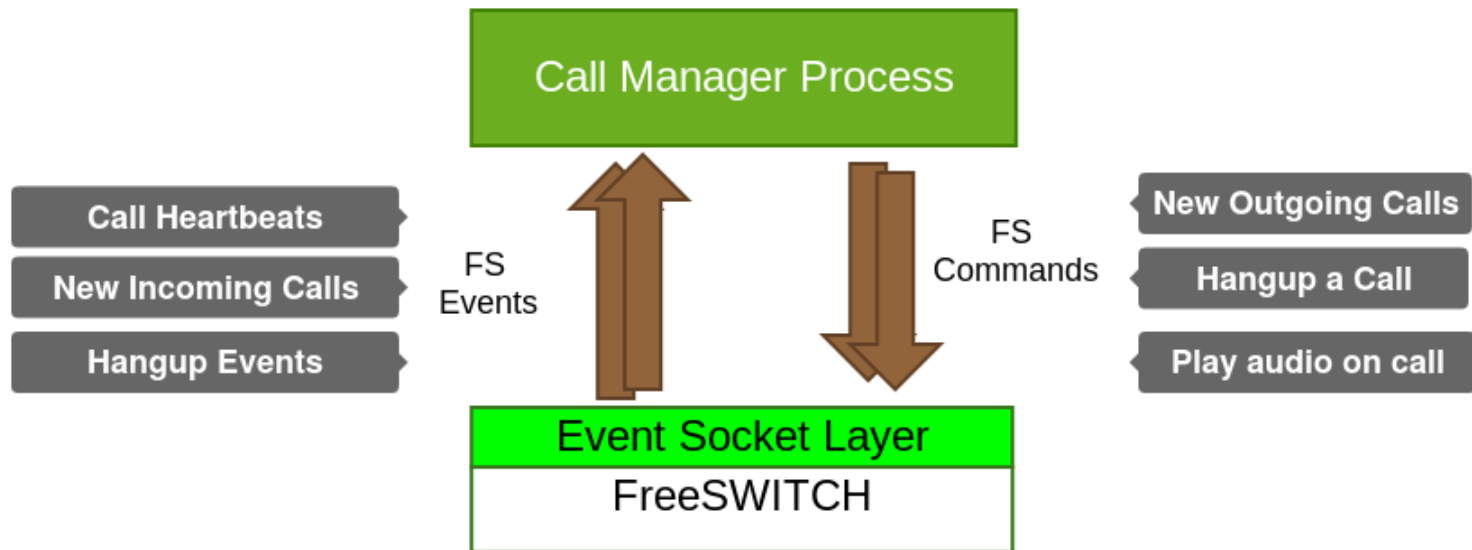 Call Manager Process
Call Heartbeats
New Incoming Calls
Hangup Events
FS
Events
FS
Commands
New Outgoing Calls
Hangup a Call
Play audio on call
Event Socket Layer
FreeSWITCH